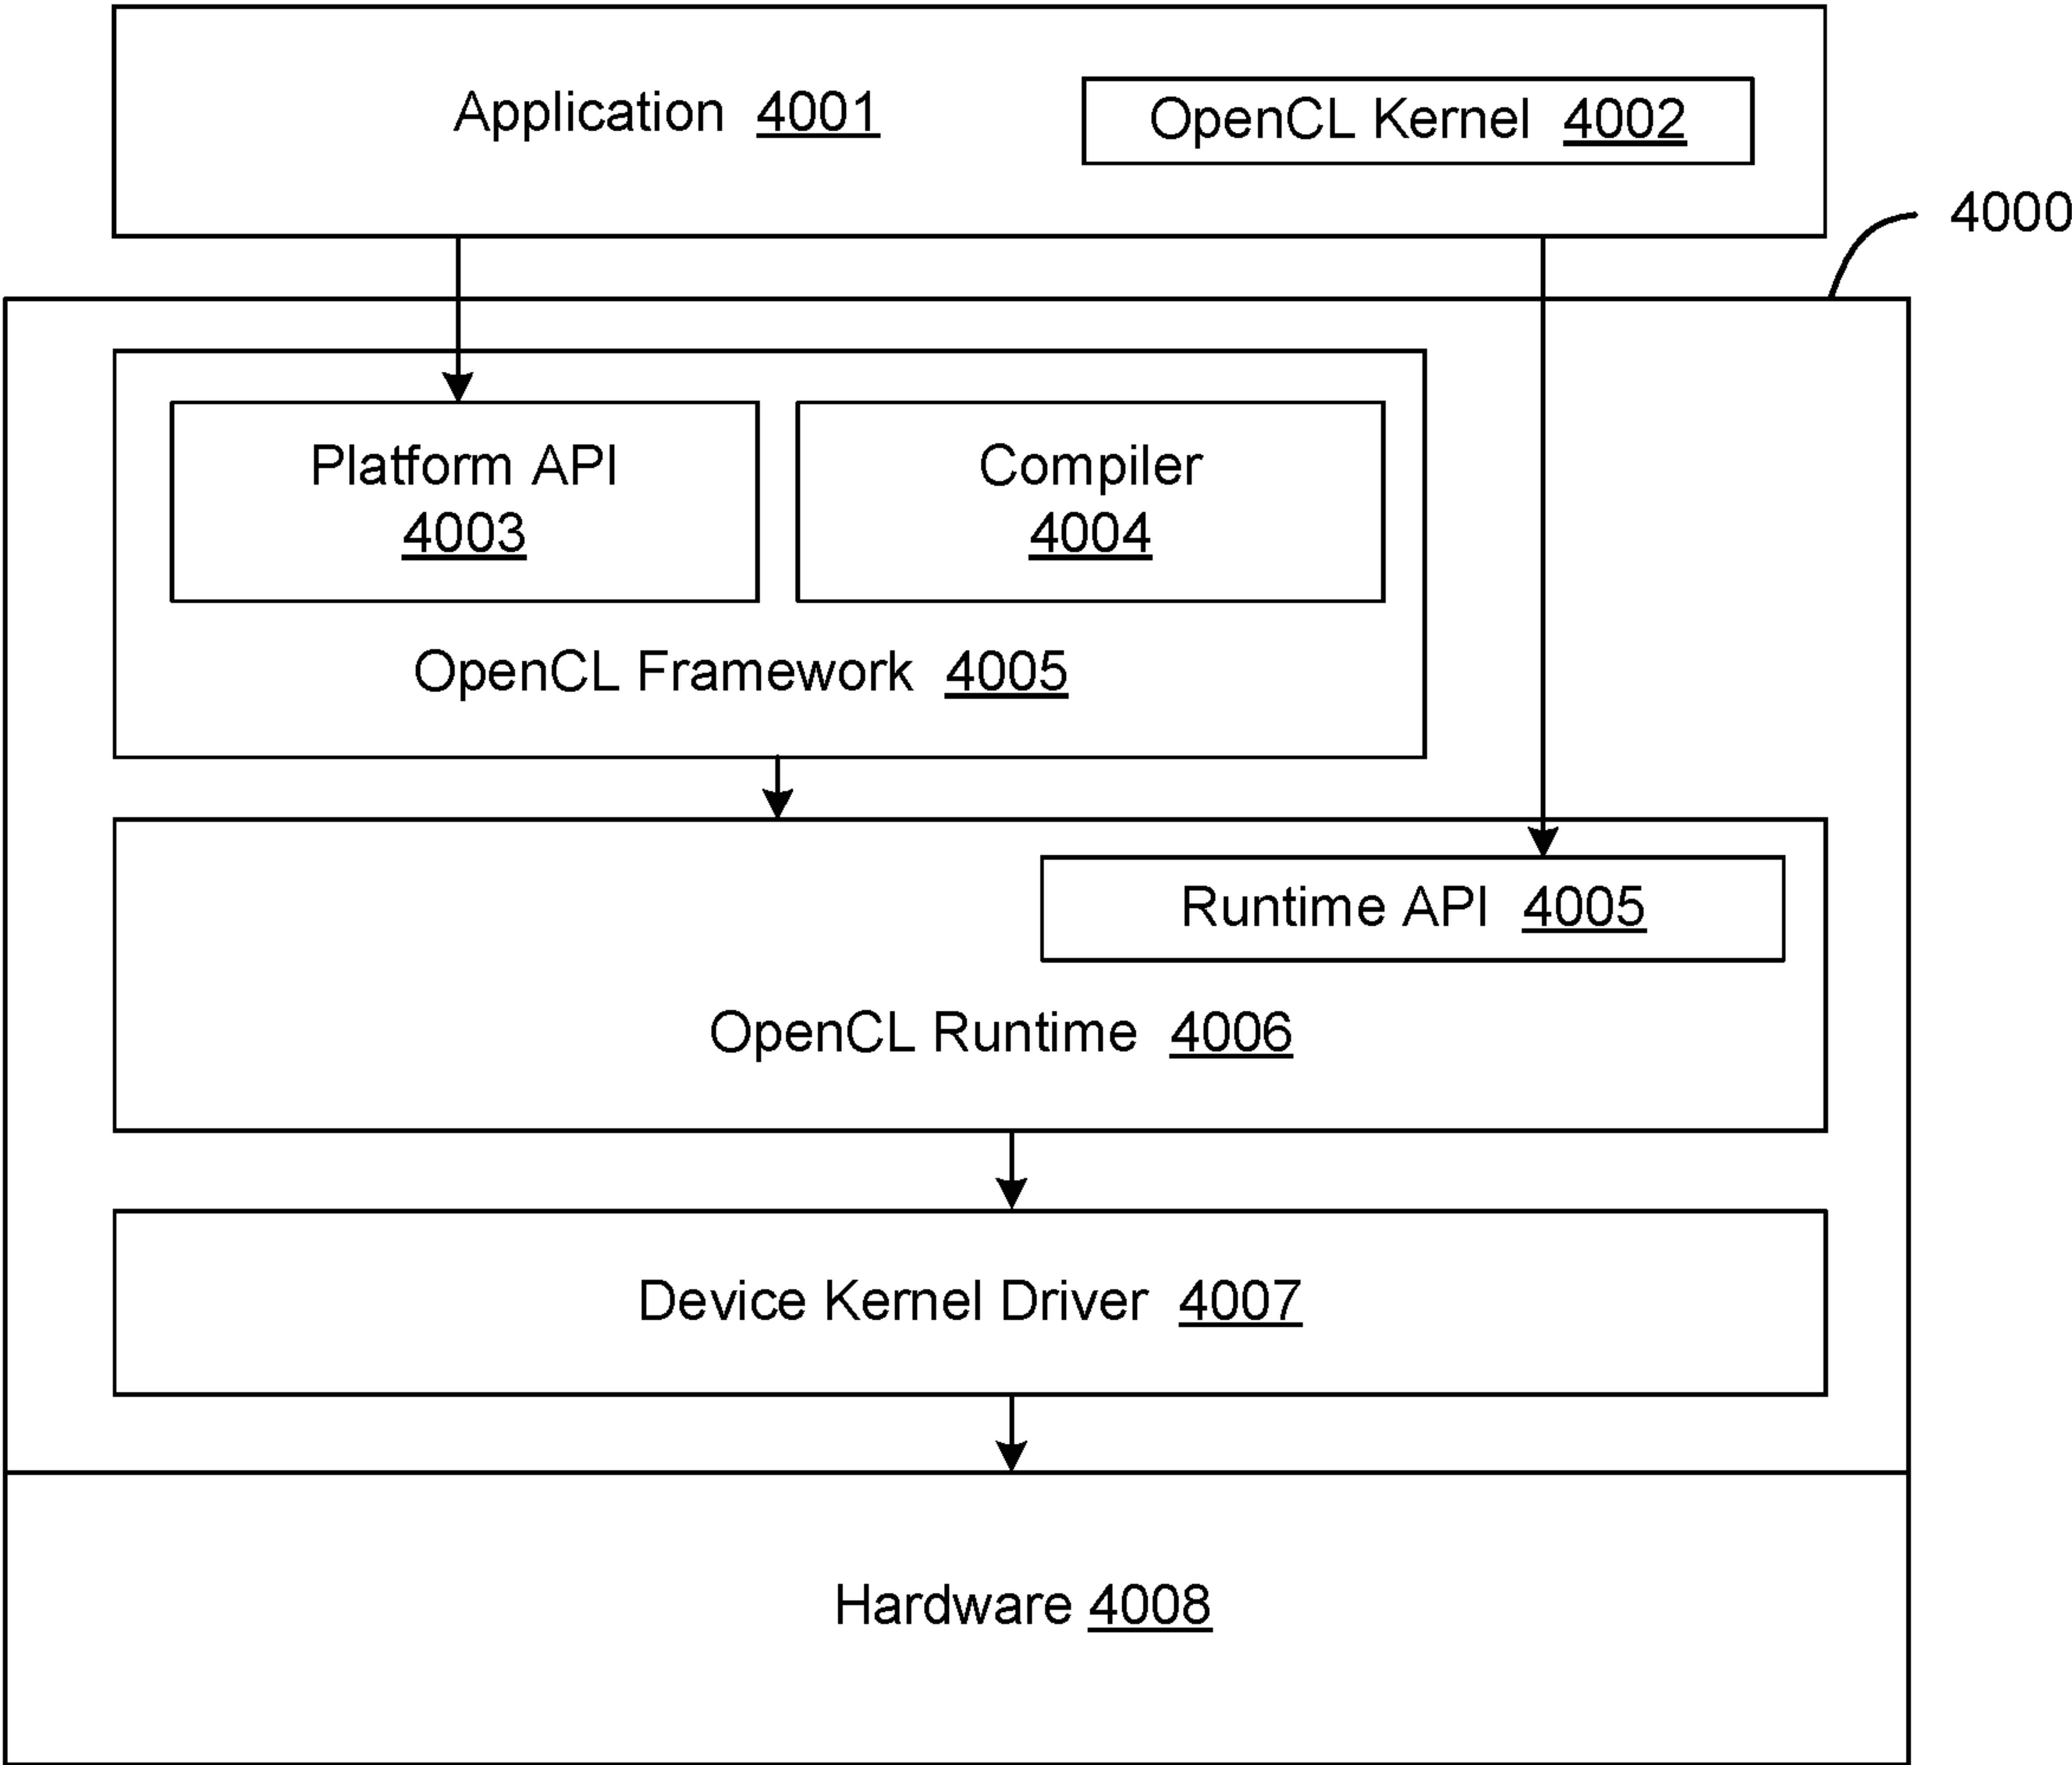 Application 4001
OpenCL Kernel 4002
4000
Platform API
4003
Compiler
4004
OpenCL Framework 4005
Runtime API 4005
OpenCL Runtime 4006
Device Kernel Driver 4007
Hardware 4008